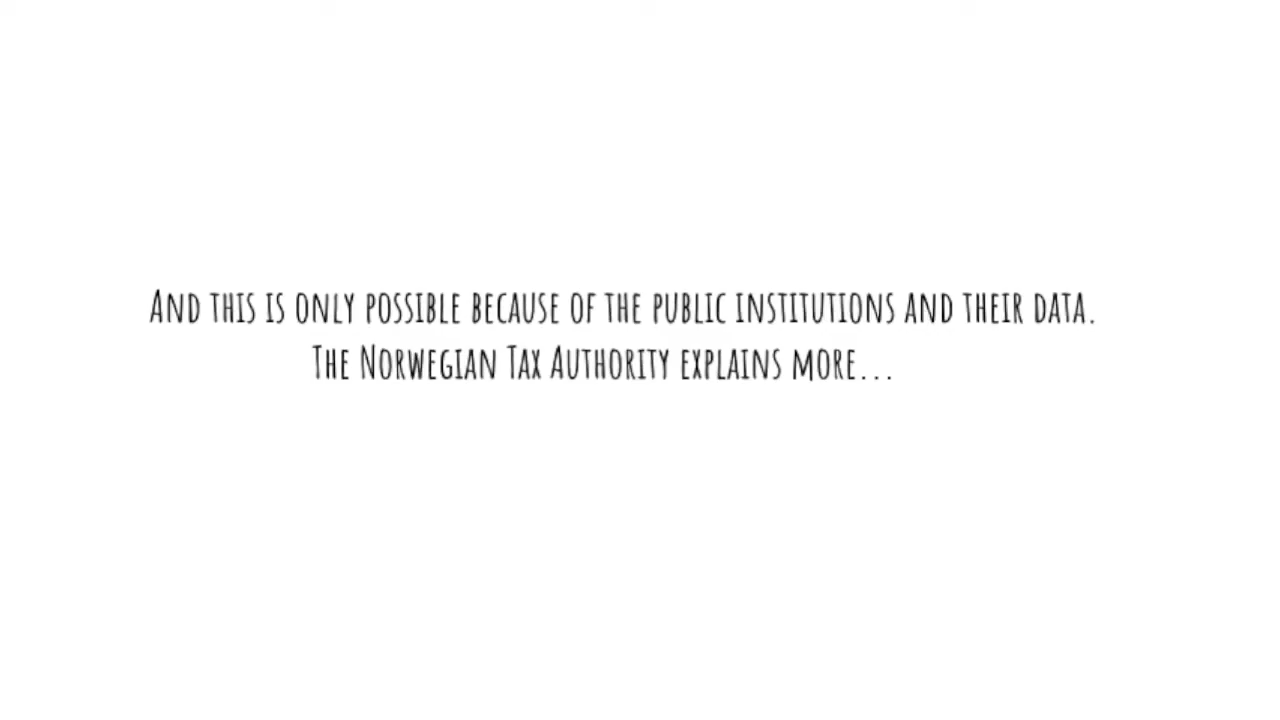 And this is only possible because of the public institutions and their data.
The Norwegian Tax Authority explains more...